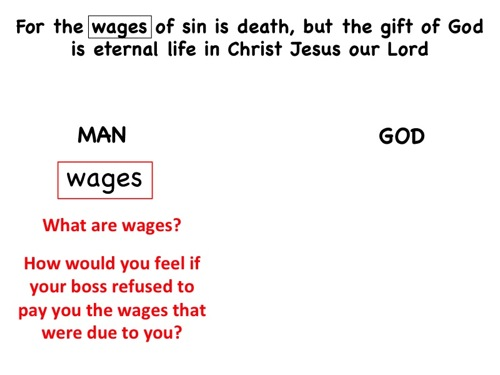 For the wages of sin is death, but the gift of God
is eternal life in Christ Jesus our Lord
MAN
GOD
wages
What are wages?
How would you feel if
your boss refused to
pay you the wages that
were due to you?